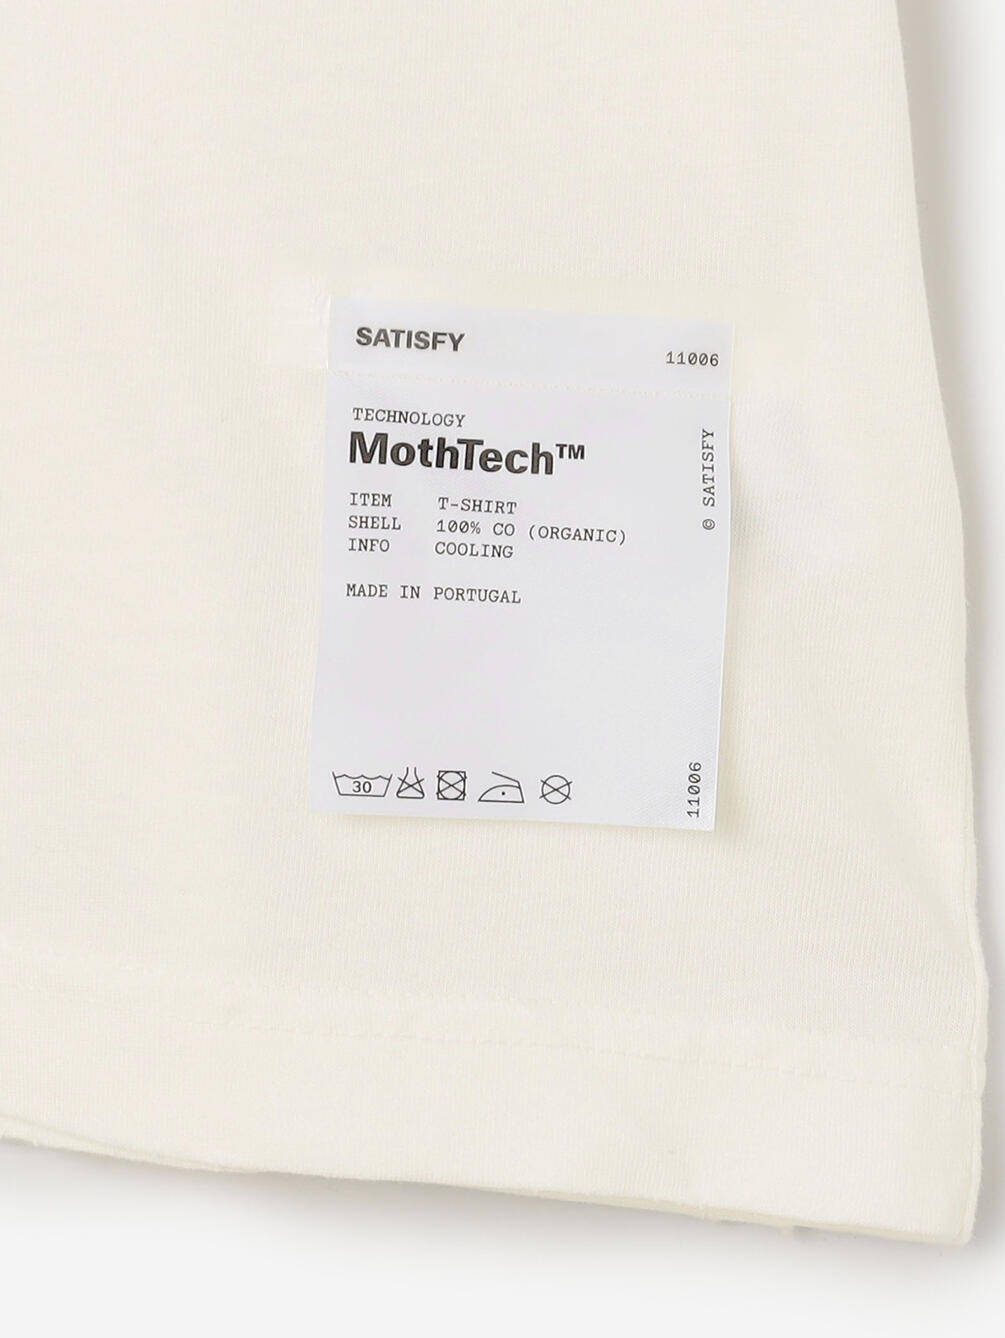 SATISFY
11006
TECHNOLOGY
MothTech™
ITEM T-SHIRT
SHELL 100% CO (ORGANIC)
INFO COOLING
MADE IN PORTUGAL
© SATISFY
30
11006